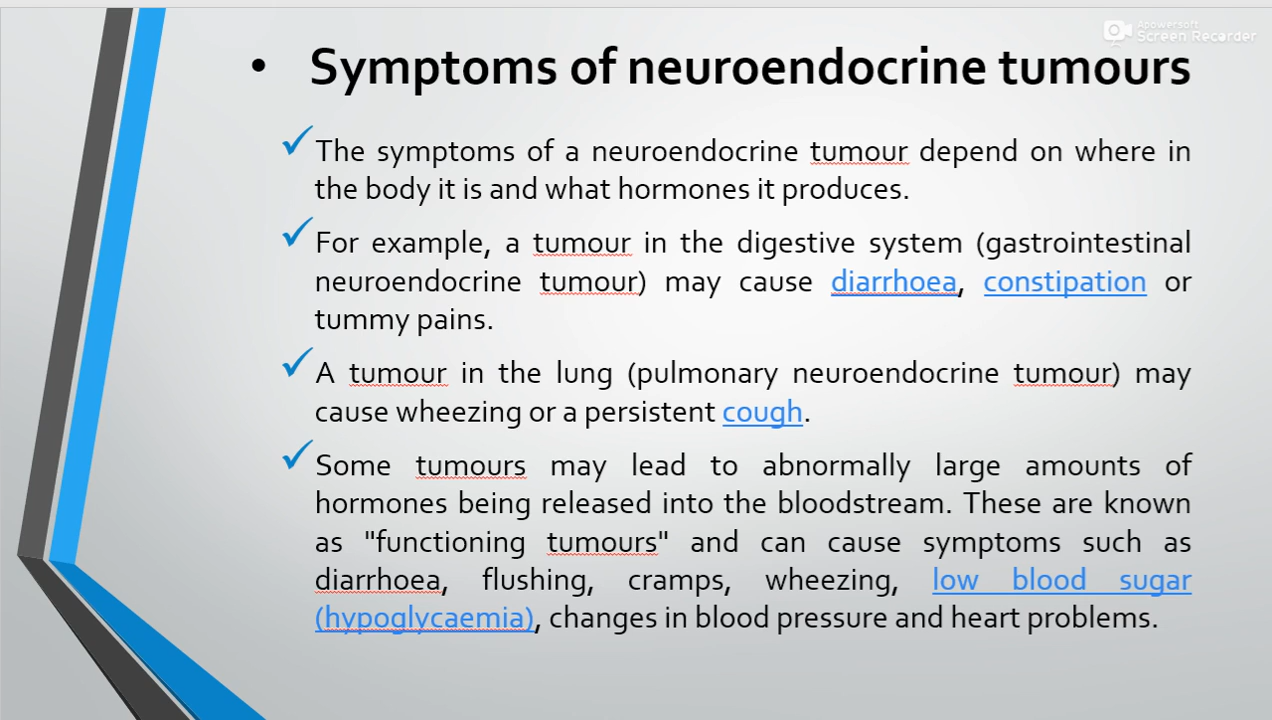 Apowersoft
Screen Recorder
• Symptoms of neuroendocrine tumours
✓ The symptoms of a neuroendocrine tumour depend on where in
the body it is and what hormones it produces.
✓ For example, a tumour in the digestive system (gastrointestinal
neuroendocrine tumour) may cause diarrhoea, constipation or
tummy pains.
✓ A tumour in the lung (pulmonary neuroendocrine tumour) may
cause wheezing or a persistent cough.
✓ Some tumours may lead to abnormally large amounts of
hormones being released into the bloodstream. These are known
as "functioning tumours" and can cause symptoms such as
diarrhoea, flushing, cramps, wheezing, low blood sugar
(hypoglycaemia), changes in blood pressure and heart problems.